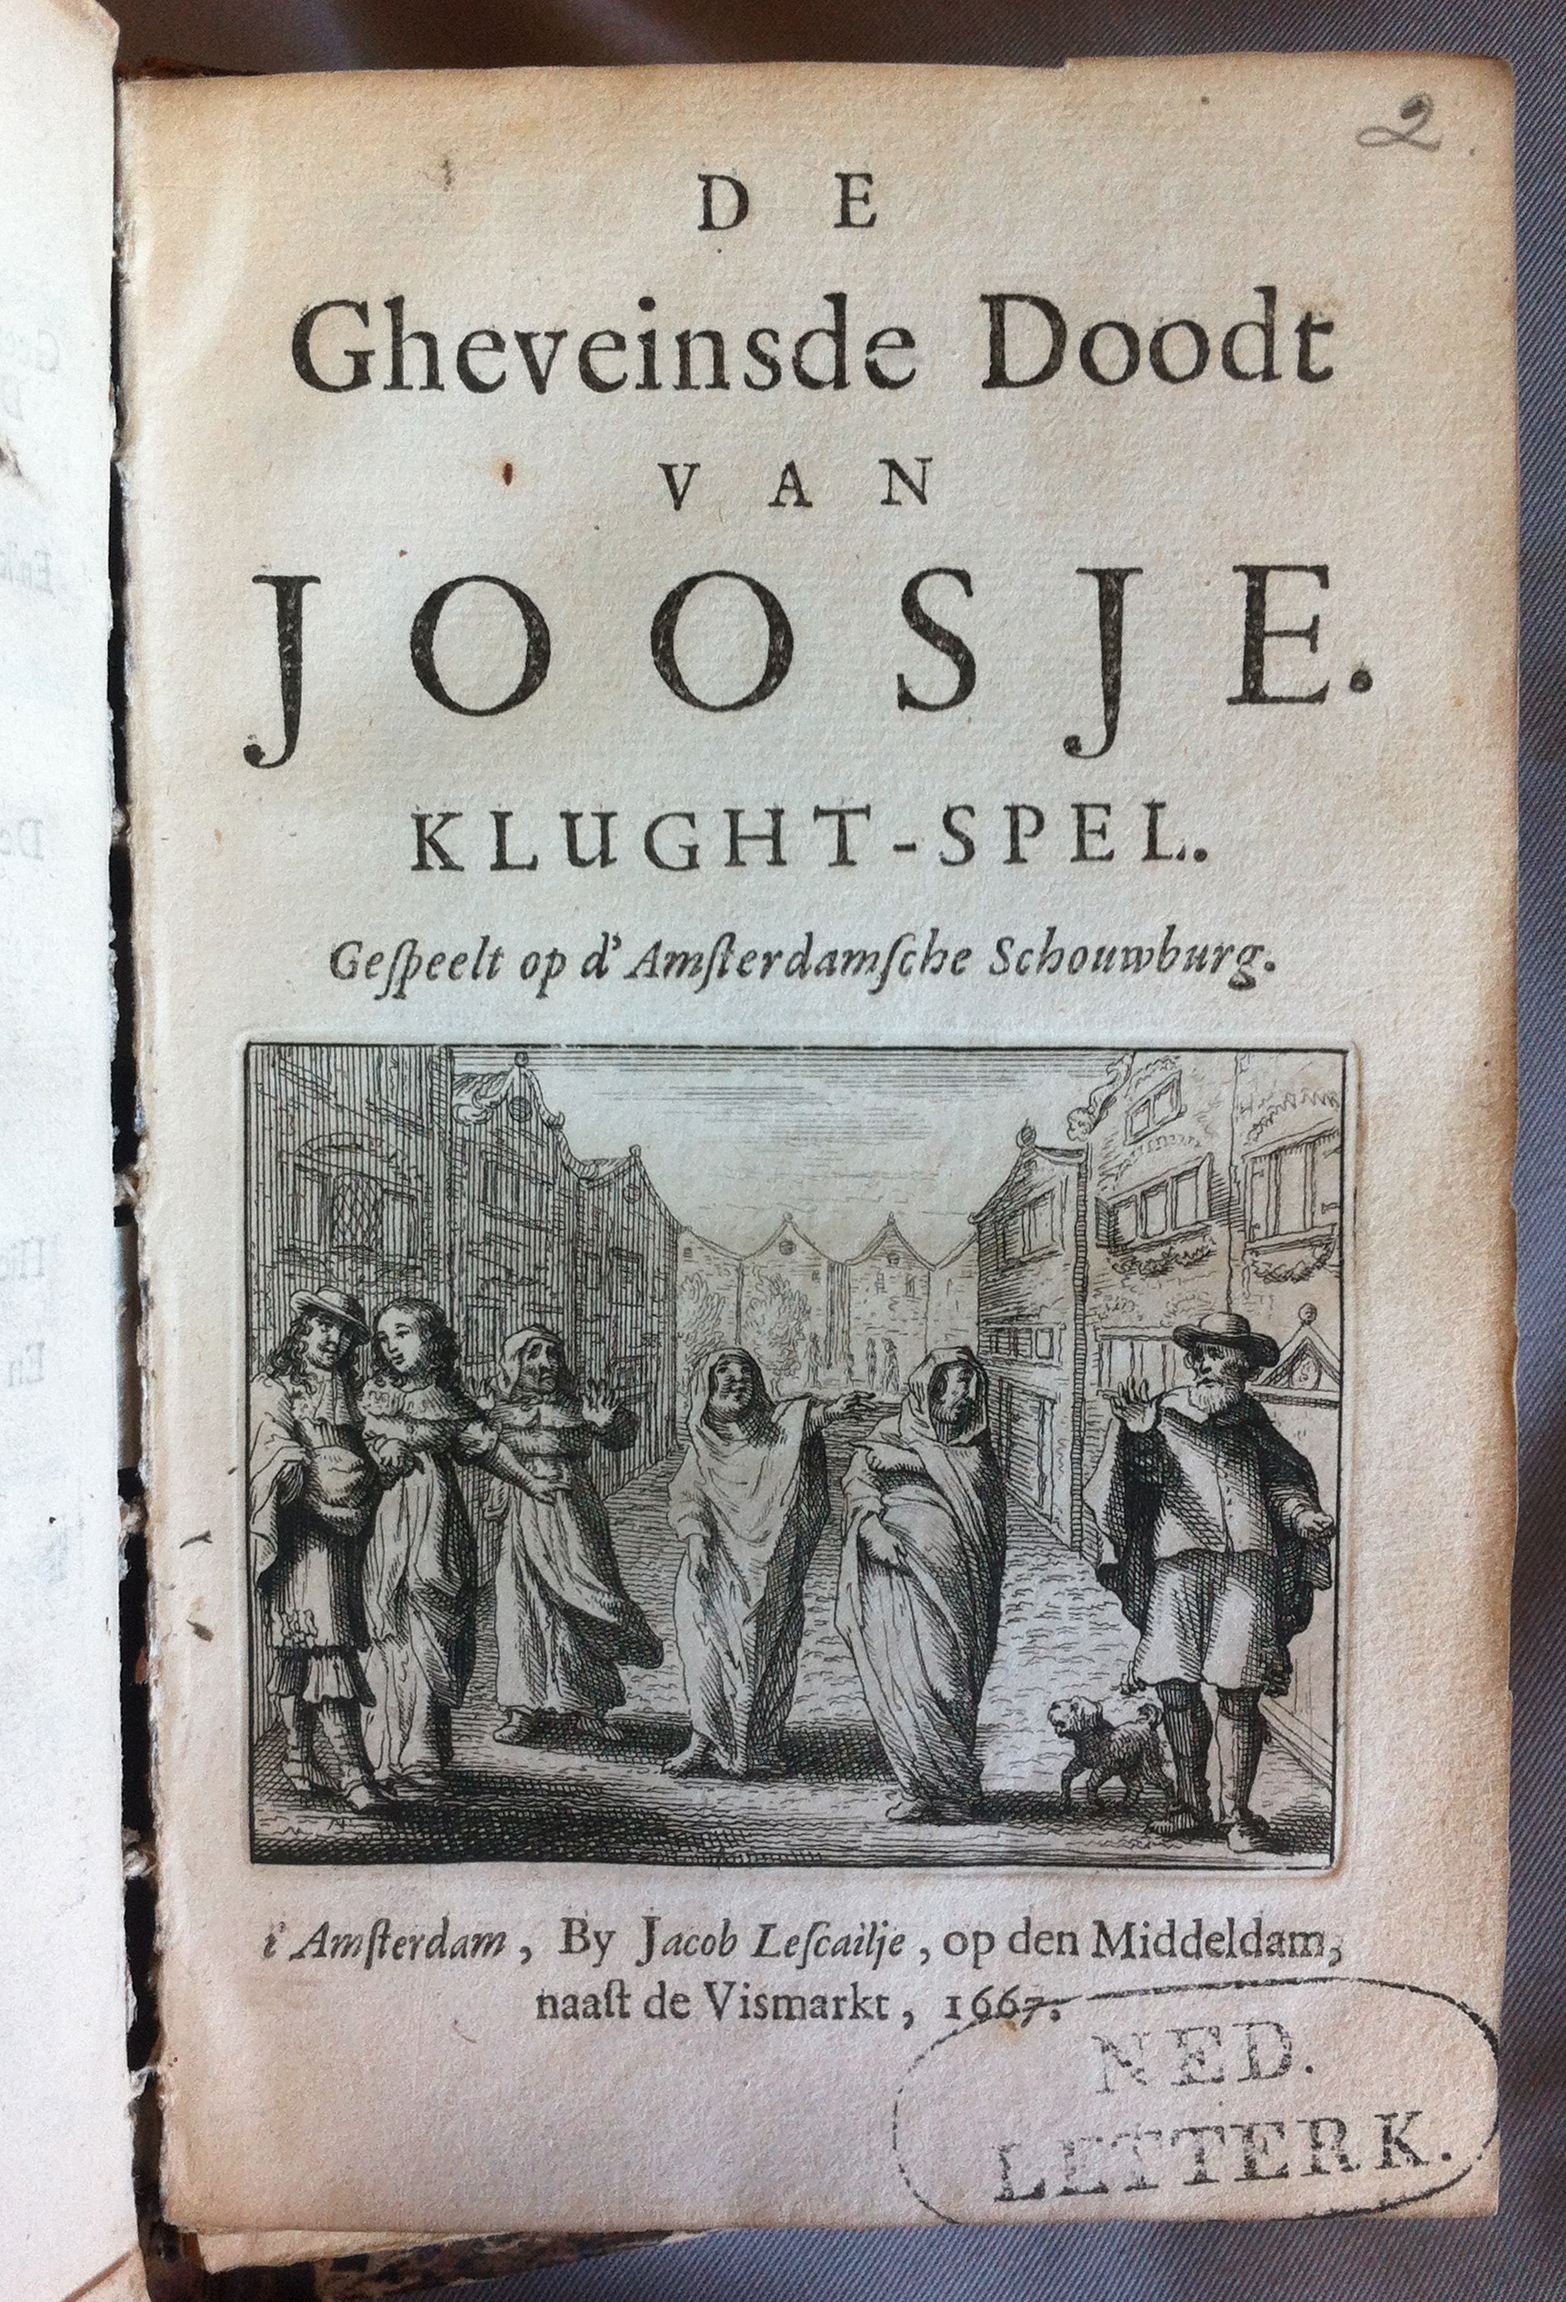 2.
DE
Gheveinsde Doodt
VAN
JOOSJE.
KLUGHT-SPEL.
Geſpeelt op d' Amſterdamſche Schouwburg.
t' Amſterdam, By Jacob Leſcailje, op den Middeldam,
naaſt de Vismarkt, 1667.
NED.
LETTERK.